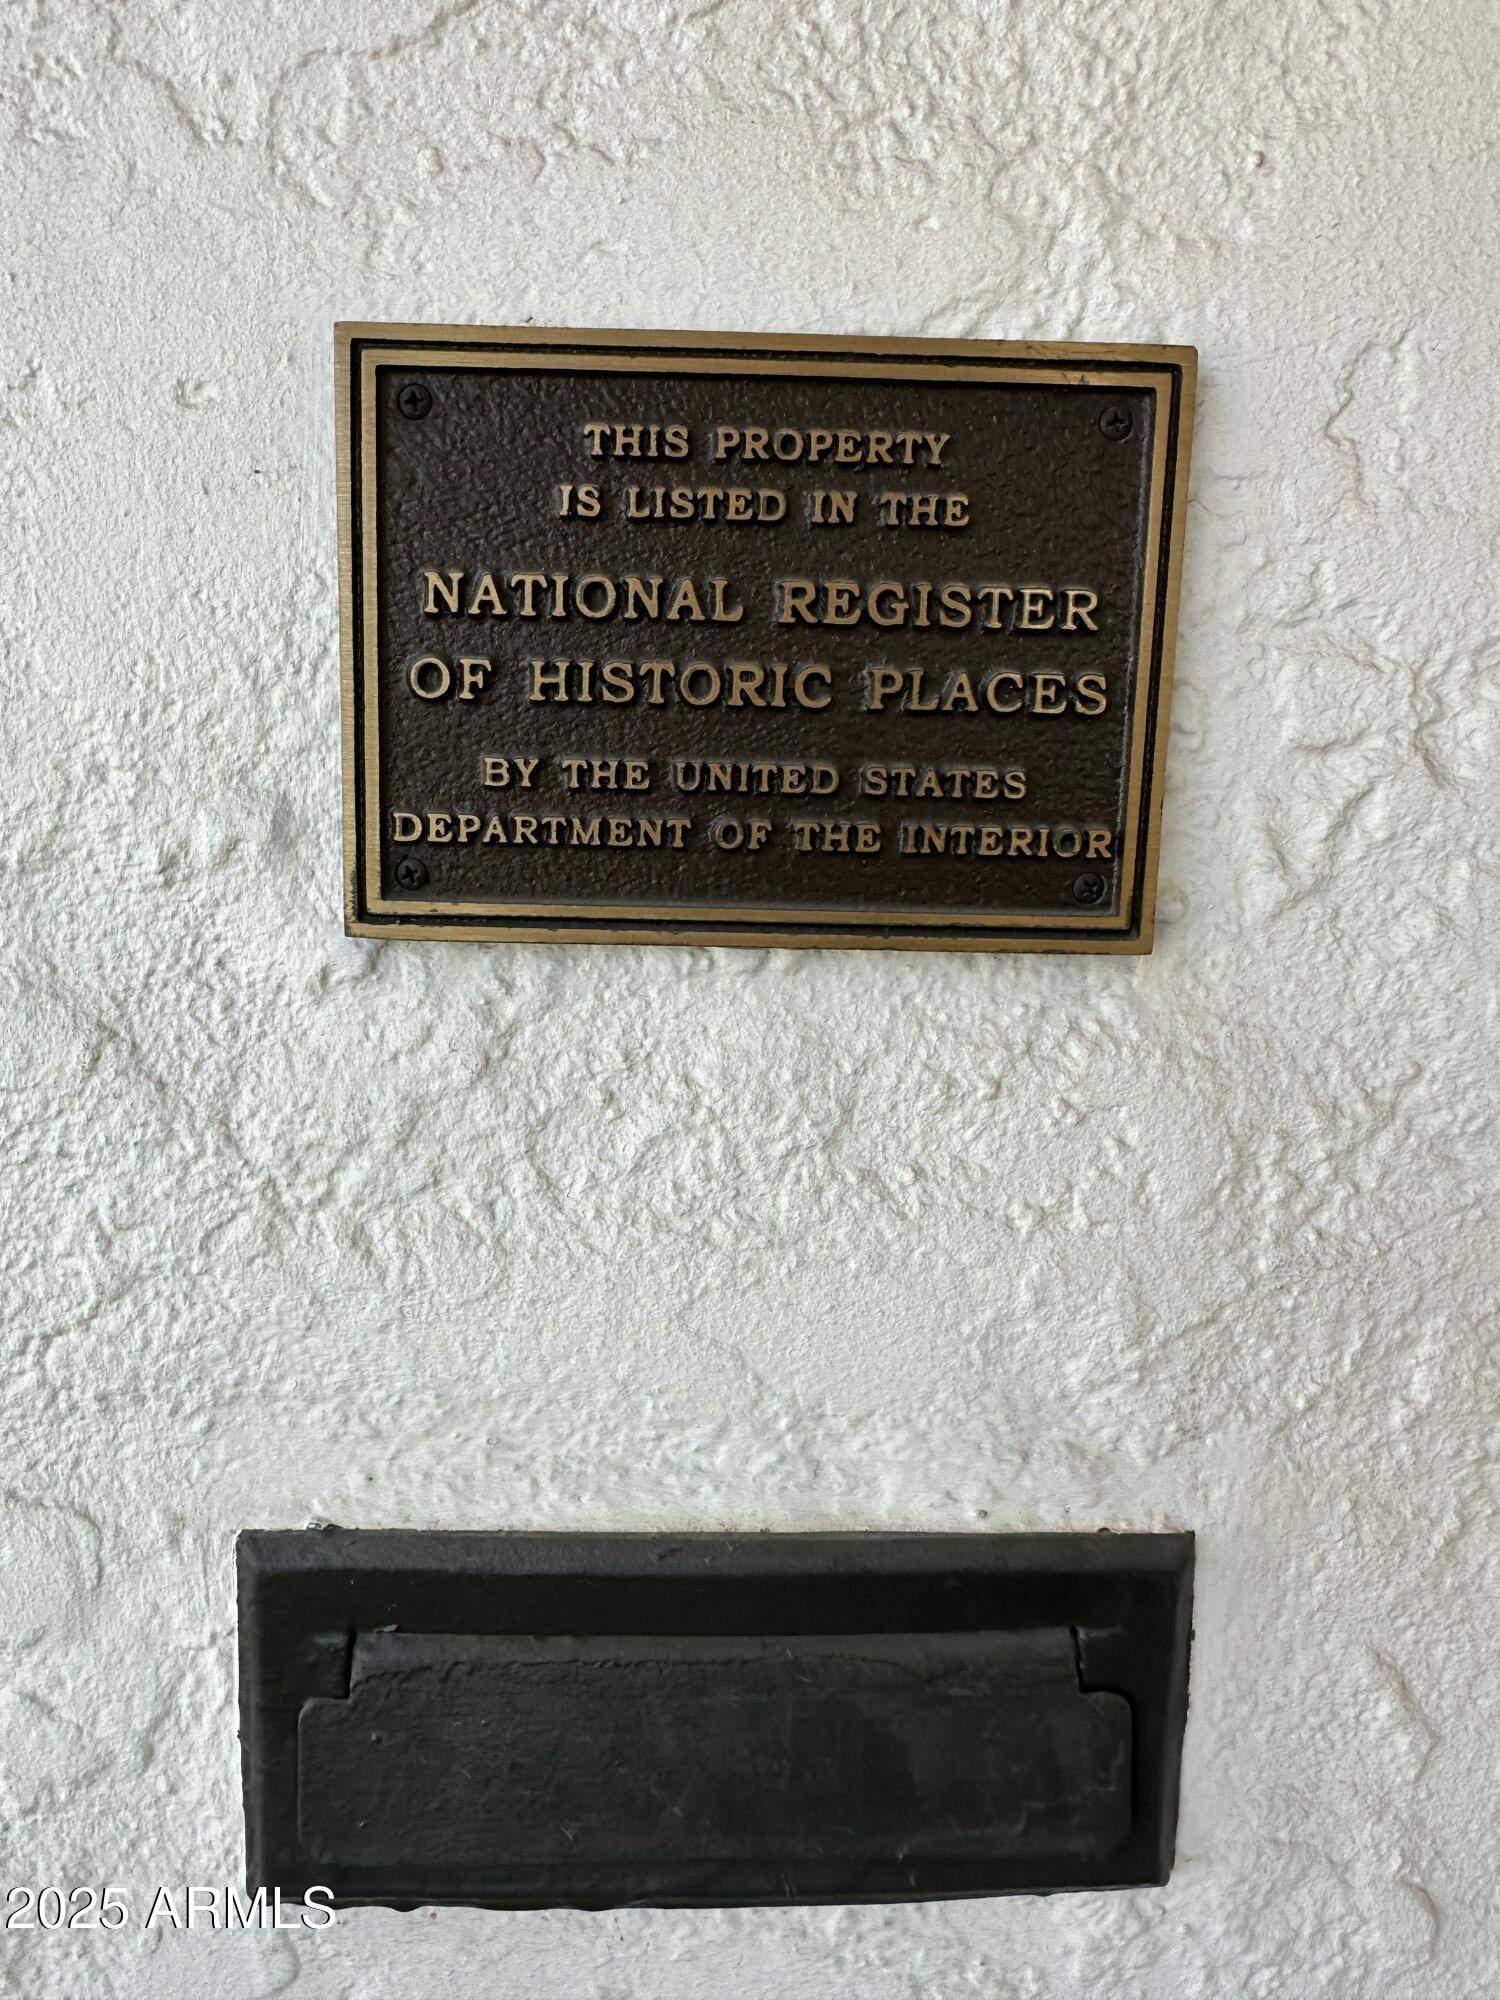 THIS PROPERTY
IS LISTED IN THE
NATIONAL REGISTER
OF HISTORIC PLACES
BY THE UNITED STATES
DEPARTMENT OF THE INTERIOR
2025 ARMLS